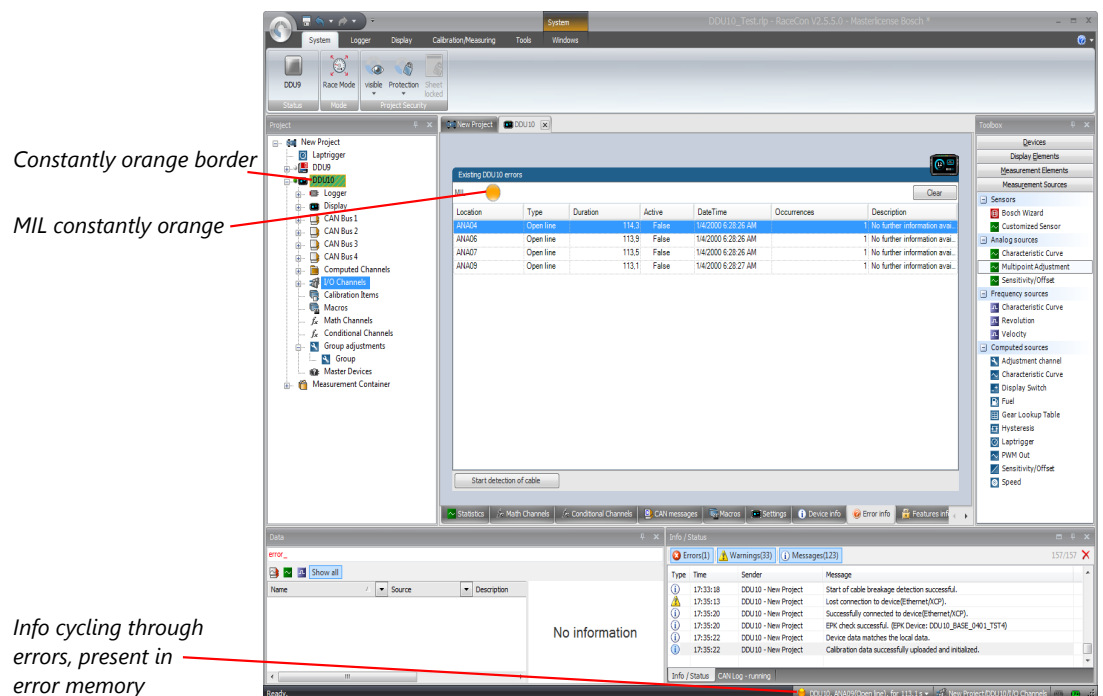 System
DDU10_Test.rlp - RaceCon V2.5.5.0 - Masterlicense Bosch *
System Logger Display Calibration/Measuring Tools Windows
DDU9 Race Mode visible Protection Sheet locked
Status Mode Project Security
Project
New Project
Laptrigger
DDU9
DDU10
Logger
Display
CAN Bus 1
CAN Bus 2
CAN Bus 3
CAN Bus 4
Computed Channels
I/O Channels
Calibration Items
Macros
fx Math Channels
fx Conditional Channels
Group adjustments
Group
Master Devices
Measurement Container
Constantly orange border
MIL constantly orange
New Project DDU10
Existing DDU10 errors
MIL
Clear
Location Type Duration Active DateTime Occurrences Description
ANA04 Open line 114,3 False 1/4/2000 6:28:26 AM 1 No further information avai...
ANA06 Open line 113,9 False 1/4/2000 6:28:26 AM 1 No further information avai...
ANA07 Open line 113,5 False 1/4/2000 6:28:26 AM 1 No further information avai...
ANA09 Open line 113,1 False 1/4/2000 6:28:27 AM 1 No further information avai...
Start detection of cable
Statistics Math Channels Conditional Channels CAN messages Macros Settings Device info Error info Features inf
Toolbox
Devices
Display Elements
Measurement Elements
Measurement Sources
Sensors
Bosch Wizard
Customized Sensor
Analog sources
Characteristic Curve
Multipoint Adjustment
Sensitivity/Offset
Frequency sources
Characteristic Curve
Revolution
Velocity
Computed sources
Adjustment channel
Characteristic Curve
Display Switch
Fuel
Gear Lookup Table
Hysteresis
Laptrigger
PWM Out
Sensitivity/Offset
Speed
Data
error_
Show all
Name Source Description
No information
Info / Status
Errors(1) Warnings(33) Messages(123) 157/157
Type Time Sender Message
17:33:18 DDU10 - New Project Start of cable breakage detection successful.
17:35:13 DDU10 - New Project Lost connection to device(Ethernet/XCP).
17:35:20 DDU10 - New Project Successfully connected to device(Ethernet/XCP).
17:35:20 DDU10 - New Project EPK check successful. (EPK Device: DDU10_BASE_0401_TST4)
17:35:22 DDU10 - New Project Device data matches the local data.
17:35:22 DDU10 - New Project Calibration data successfully uploaded and initialized.
Info / Status CAN Log - running
Info cycling through
errors, present in
error memory
Ready.
DDU10, ANA09(Open line), for 113,1 s New Project/DDU10/I/O Channels